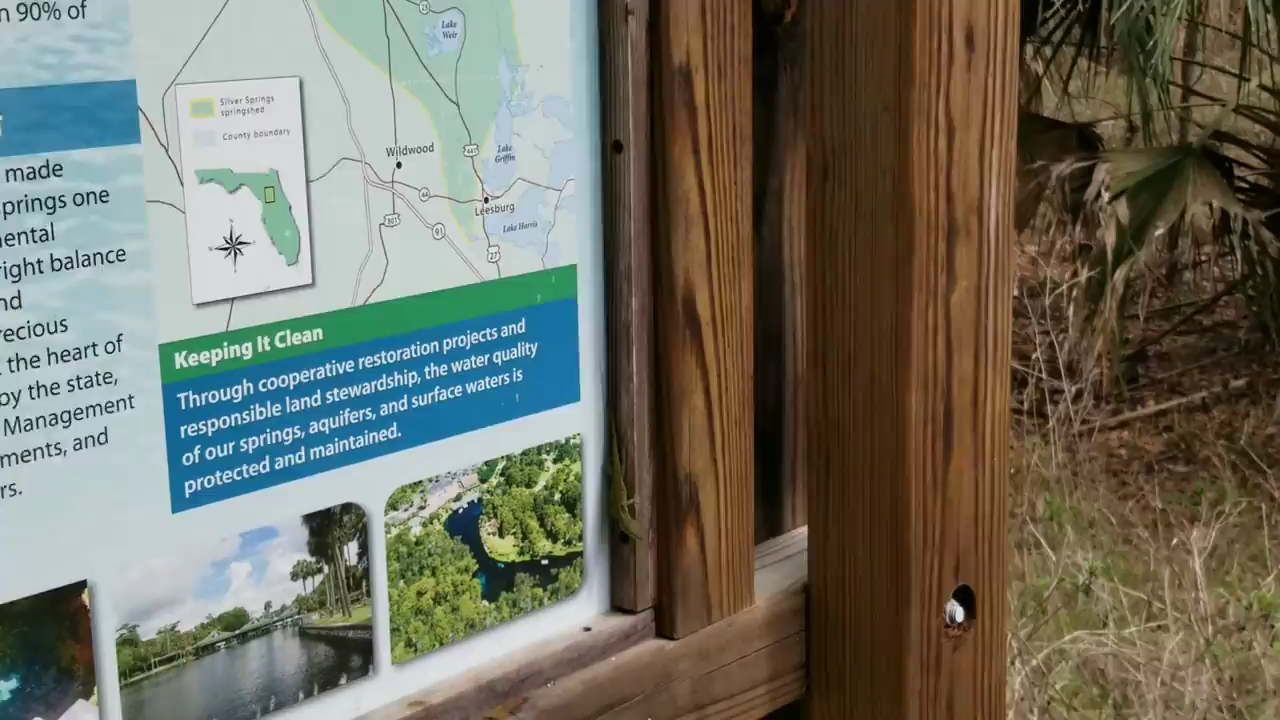 n 90% of
made
prings one
ental
right balance
nd
recious
the heart of
by the state,
Management
ments, and
rs.
25
Lake
Weir
Silver Springs
springshed
County boundary
Wildwood
441
Lake
Griffin
44
Leesburg
301
91
Lake Harris
27
Keeping It Clean
Through cooperative restoration projects and
responsible land stewardship, the water quality
of our springs, aquifers, and surface waters is
protected and maintained.